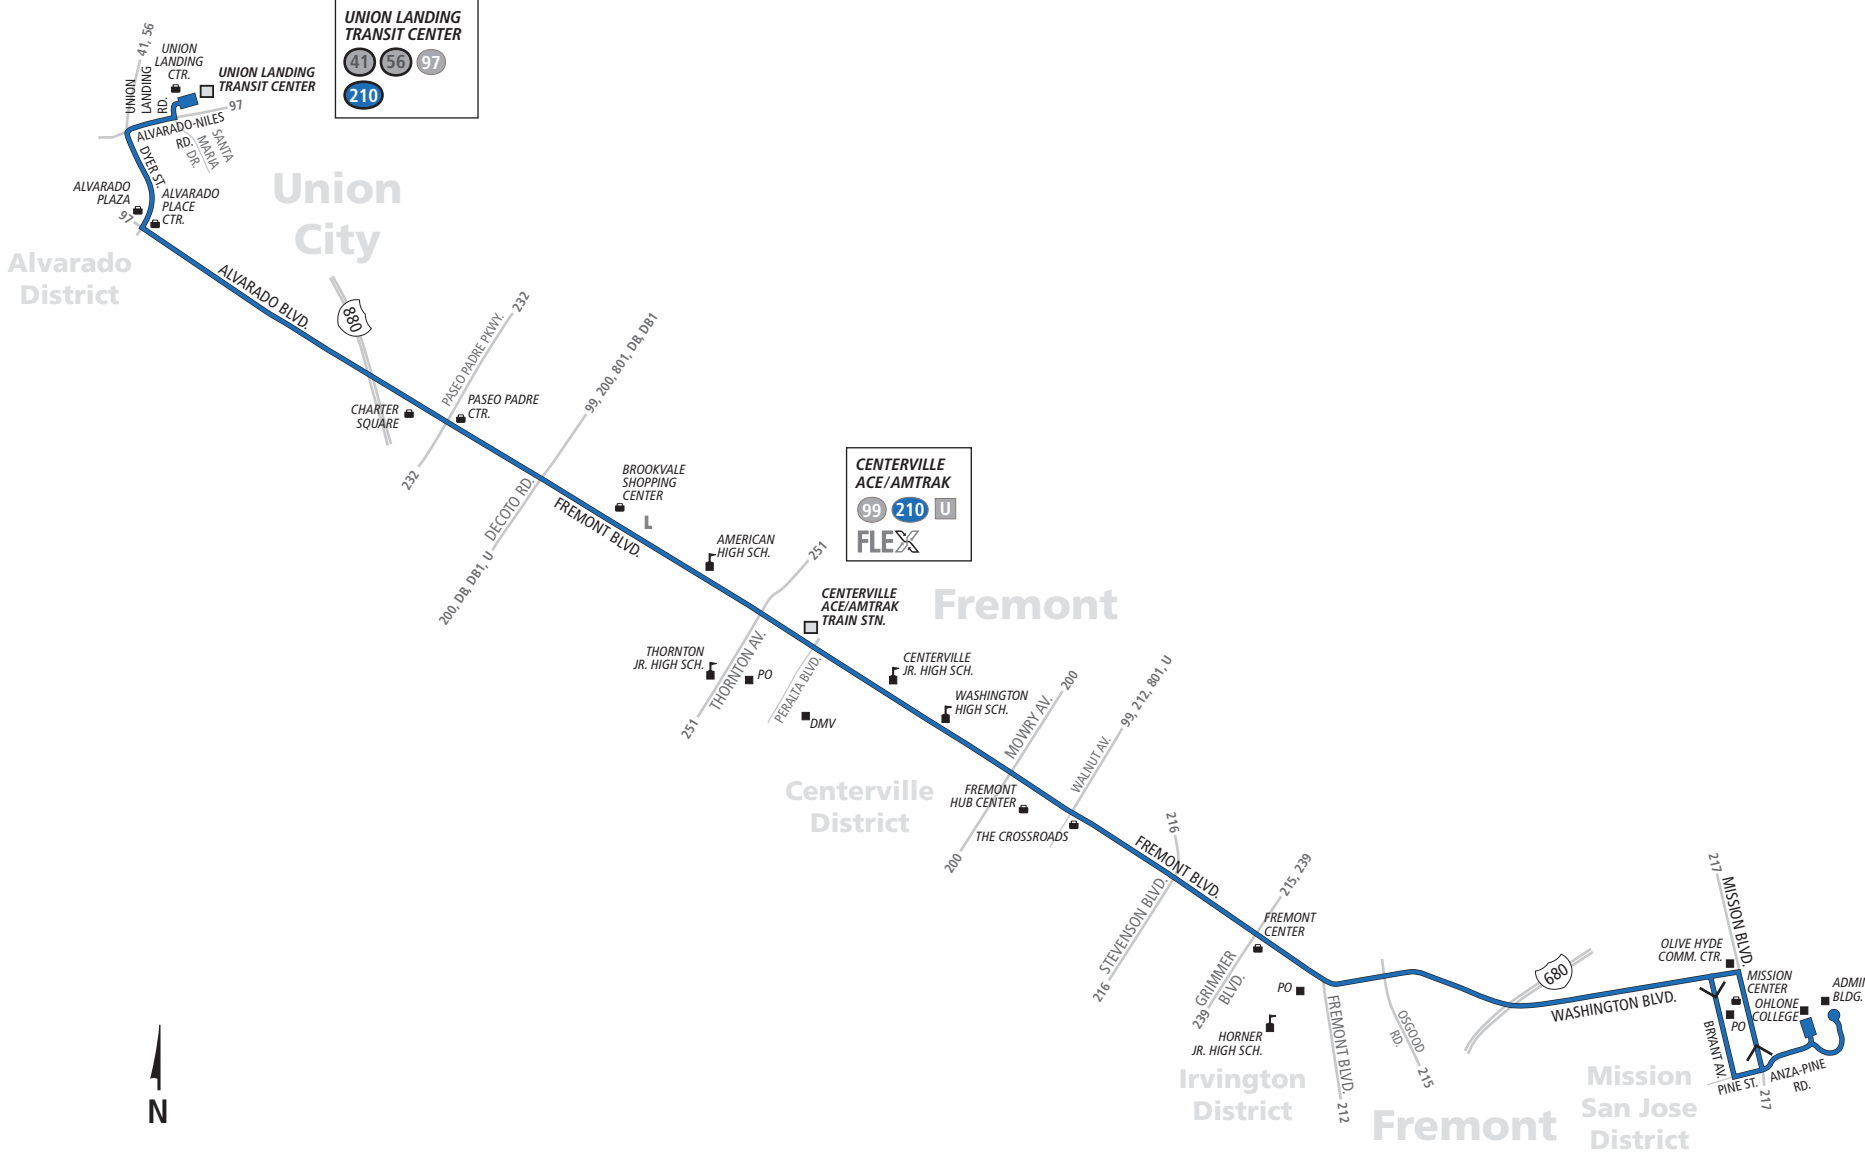 UNION LANDING
TRANSIT CENTER
41 56 97
210
41, 56
UNION
LANDING
CTR.
UNION
LANDING
RD.
UNION LANDING
TRANSIT CENTER
97
ALVARADO-NILES
RD.
SANTA
MARIA
DR.
DYER ST.
ALVARADO
PLAZA
ALVARADO
PLACE
CTR.
97
Union
City
Alvarado
District
ALVARADO BLVD.
880
PASEO PADRE PKWY.
232
99, 200, 801, DB, DB1
CHARTER
SQUARE
PASEO PADRE
CTR.
232
DECOTO RD.
200, DB, DB1, U
BROOKVALE
SHOPPING
CENTER
L
FREMONT BLVD.
CENTERVILLE
ACE/AMTRAK
99 210 U
FLEX
AMERICAN
HIGH SCH.
251
CENTERVILLE
ACE/AMTRAK
TRAIN STN.
Fremont
THORNTON
JR. HIGH SCH.
THORNTON AV.
251
PO
PERALTA BLVD.
DMV
CENTERVILLE
JR. HIGH SCH.
WASHINGTON
HIGH SCH.
MOWRY AV.
200
99, 212, 801, U
WALNUT AV.
Centerville
District
FREMONT
HUB CENTER
THE CROSSROADS
200
216
FREMONT BLVD.
STEVENSON BLVD.
216
215, 239
FREMONT
CENTER
GRIMMER
BLVD.
239
PO
HORNER
JR. HIGH SCH.
Irvington
District
FREMONT BLVD.
212
OSGOOD
RD.
215
Fremont
680
WASHINGTON BLVD.
217
MISSION BLVD.
OLIVE HYDE
COMM. CTR.
MISSION
CENTER
OHLONE
COLLEGE
ADMI
BLDG.
PO
BRYANT AV.
PINE ST.
ANZA-PINE
RD.
217
Mission
San Jose
District
N